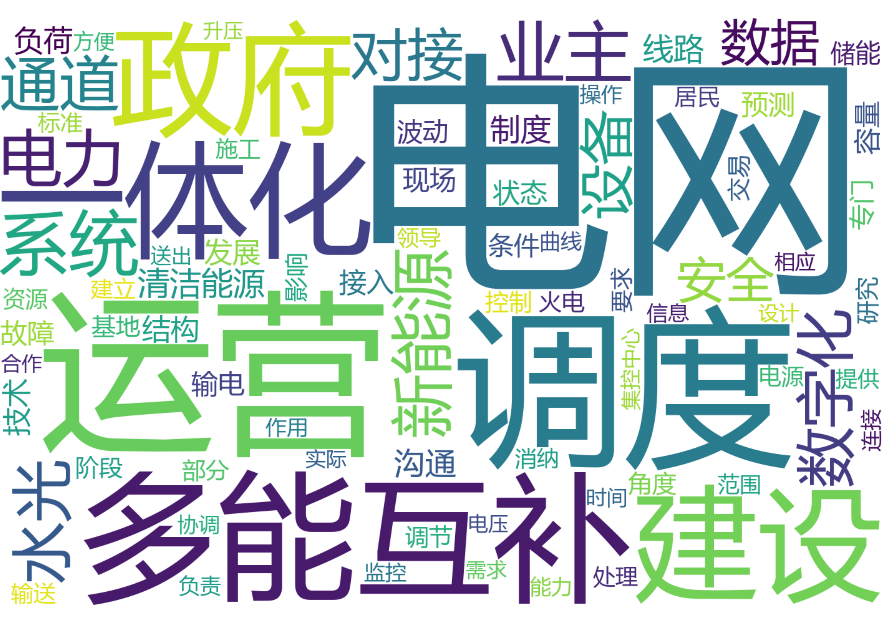 负荷
方便
升压
政府
对接
业主
线路
数据
储能
通道
标准
电网
操作
居民
预测
容量
电力
一体化
施工
波动
制度
现场
状态
设备
交易
专门
系统
送出
发展
领导
条件
曲线
安全
相应
资源
建立
清洁能源
影响
接入
新能源
控制
火电
要求
信息
设计
研究
故障
基地
结构
运营
调度
数字化
合作
输电
集控中心
电源
提供
技术
作用
连接
水光
阶段
部分
实际
沟通
消纳
角度
范围
多能互补
时间
建设
协调
调节
电压
负责
监控
需求
能力
处理
输送